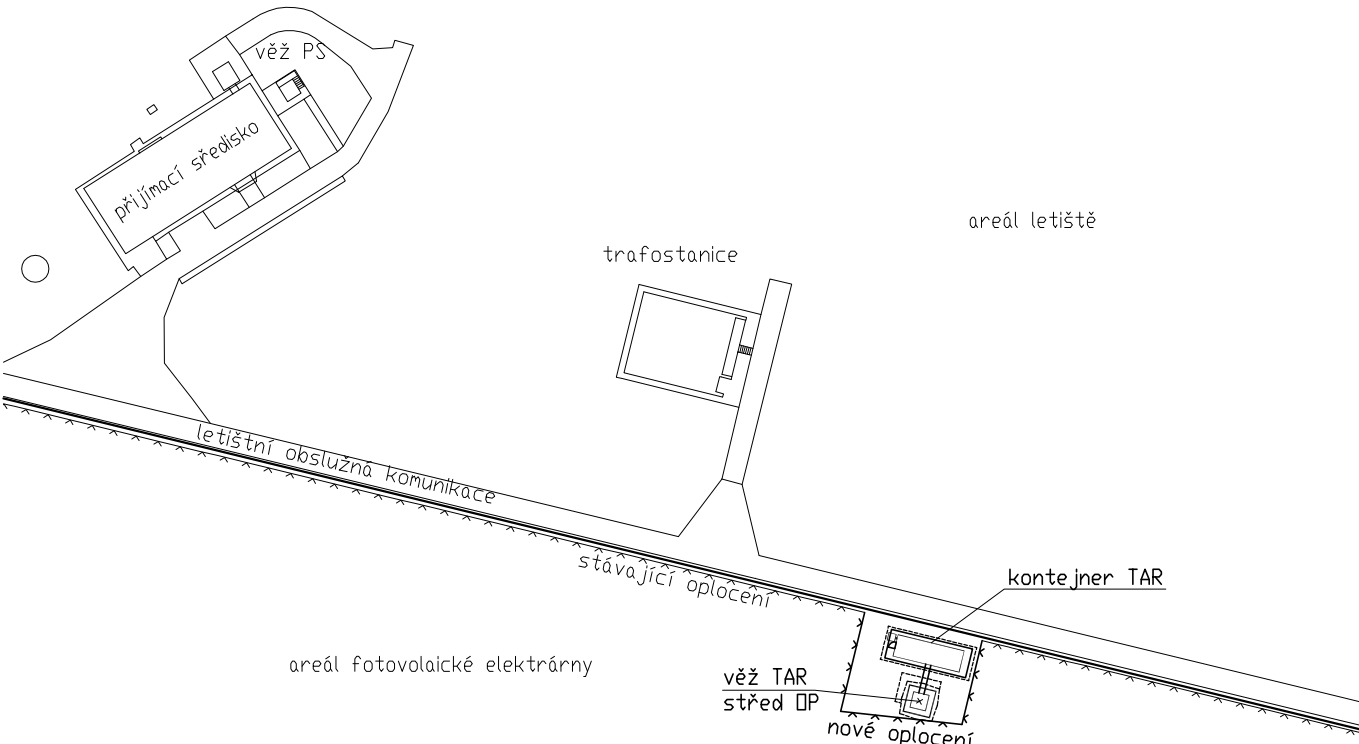 věž PS
přijímací středisko
areál letiště
trafostanice
letištní obslužná komunikace
stávající oplocení
kontejner TAR
areál fotovolaické elektrárny
věž TAR
střed OP
nové oplocení